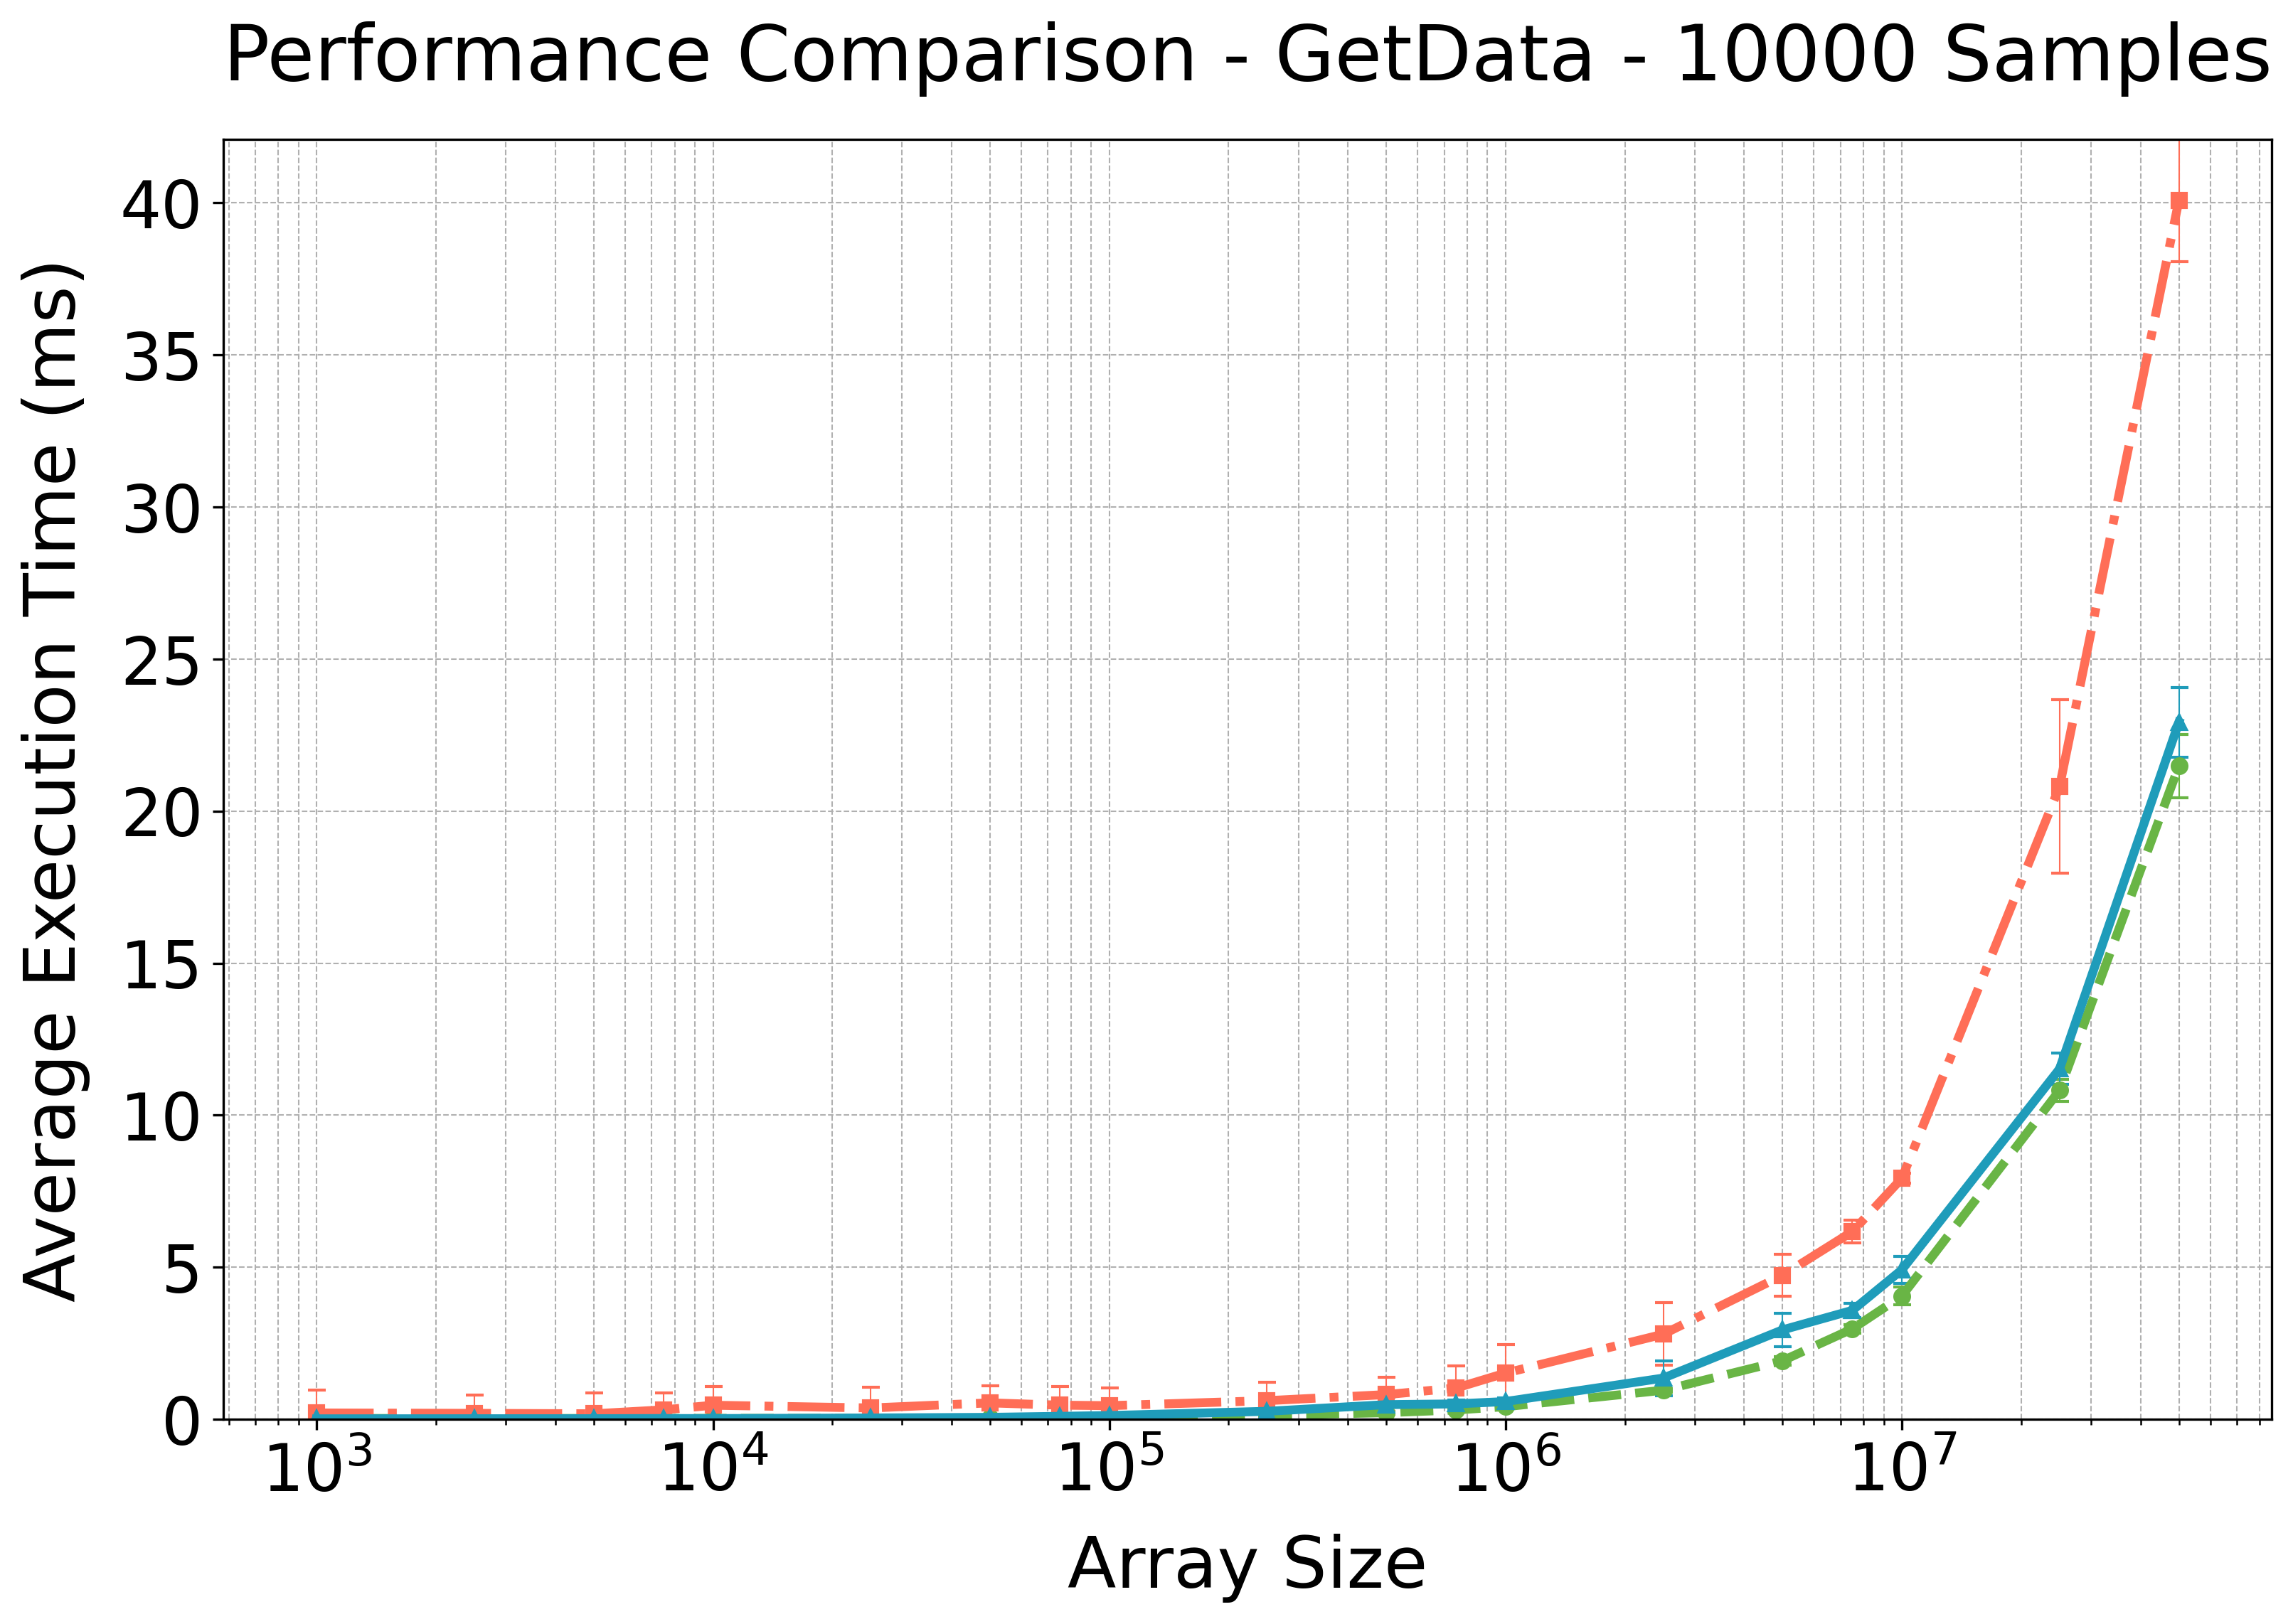 Performance Comparison - GetData - 10000 Samples
Average Execution Time (ms)
40
35
30
25
20
15
10
5
0
10³ 10⁴ 10⁵ 10⁶ 10⁷
Array Size